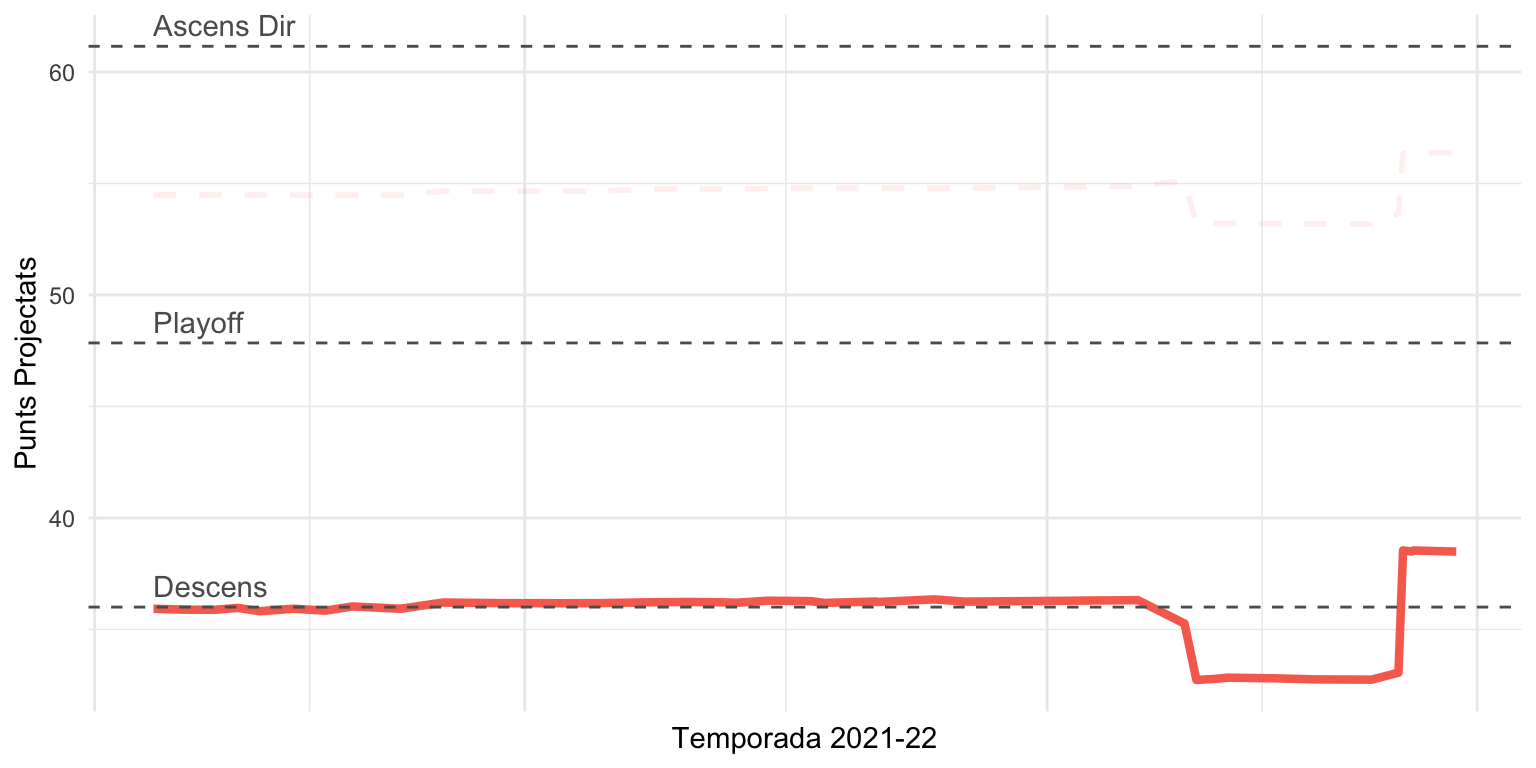 Ascens Dir
60
50
Playoff
Punts Projectats
40
Descens
Temporada 2021-22